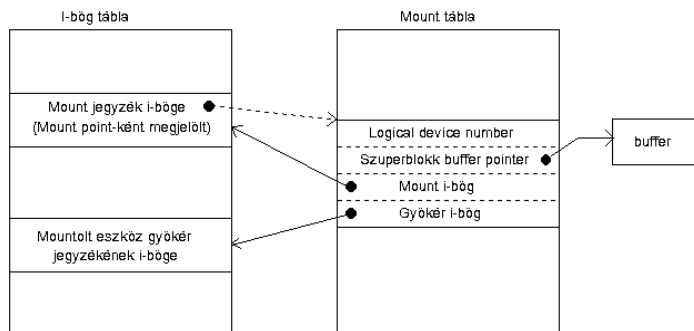 I-bög tábla
Mount jegyzék i-böge
(Mount point-ként megjelölt)
Mountolt eszköz gyökér
jegyzékének i-böge
Mount tábla
Logical device number
Szuperblokk buffer pointer
Mount i-bög
Gyökér i-bög
buffer